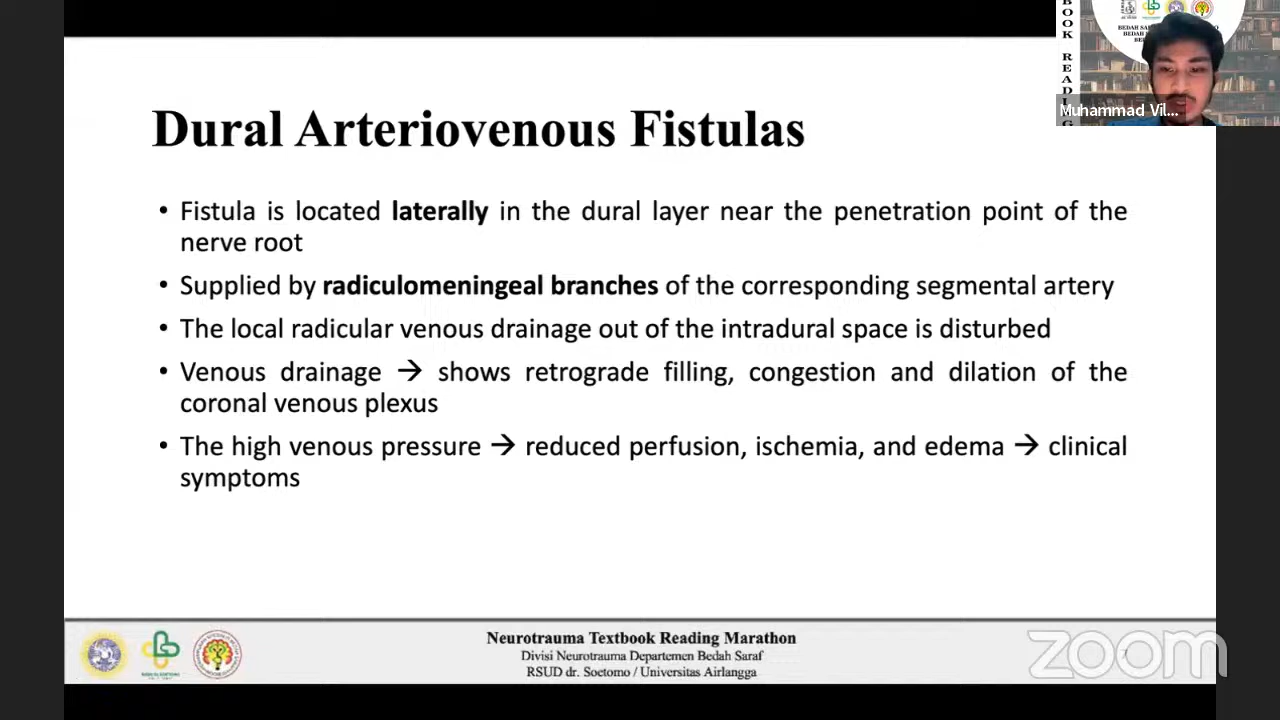 BOOK READING
Muhammad Vil...
Dural Arteriovenous Fistulas
• Fistula is located laterally in the dural layer near the penetration point of the
nerve root
• Supplied by radiculomeningeal branches of the corresponding segmental artery
• The local radicular venous drainage out of the intradural space is disturbed
• Venous drainage → shows retrograde filling, congestion and dilation of the
coronal venous plexus
• The high venous pressure → reduced perfusion, ischemia, and edema → clinical
symptoms
Neurotrauma Textbook Reading Marathon
Divisi Neurotrauma Departemen Bedah Saraf
RSUD dr. Soetomo / Universitas Airlangga
zoom